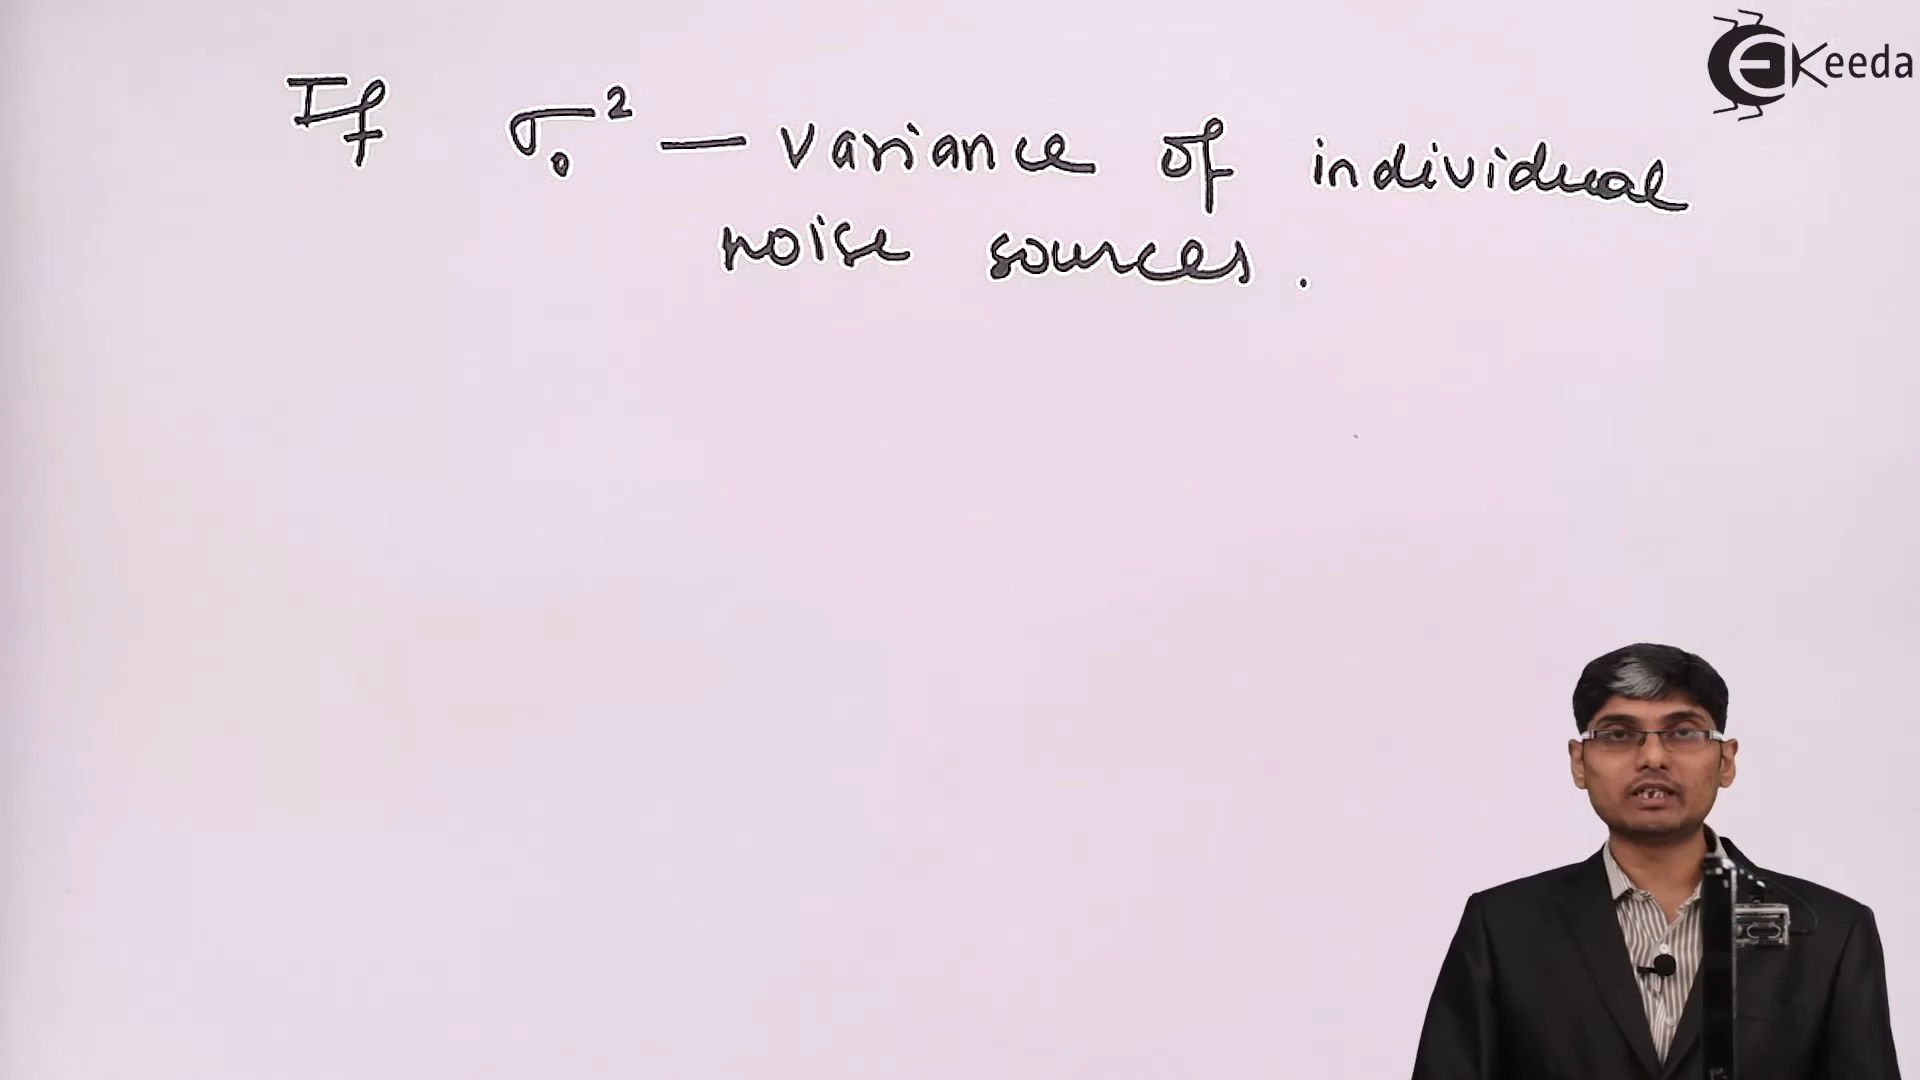 EKeeda
If σ₀² — variance of individual
noise sources.